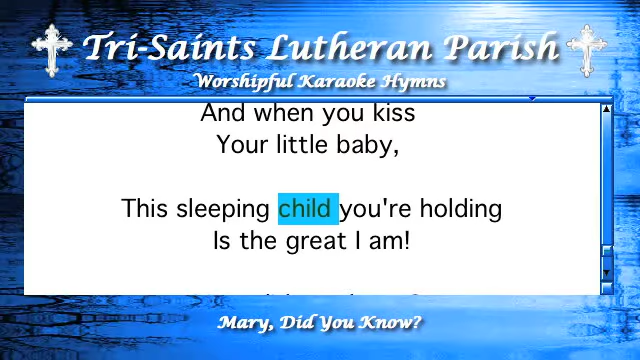 Tri-Saints Lutheran Parish
Worshipful Karaoke Hymns
And when you kiss
Your little baby,
This sleeping child you're holding
Is the great I am!
Mary, Did You Know?